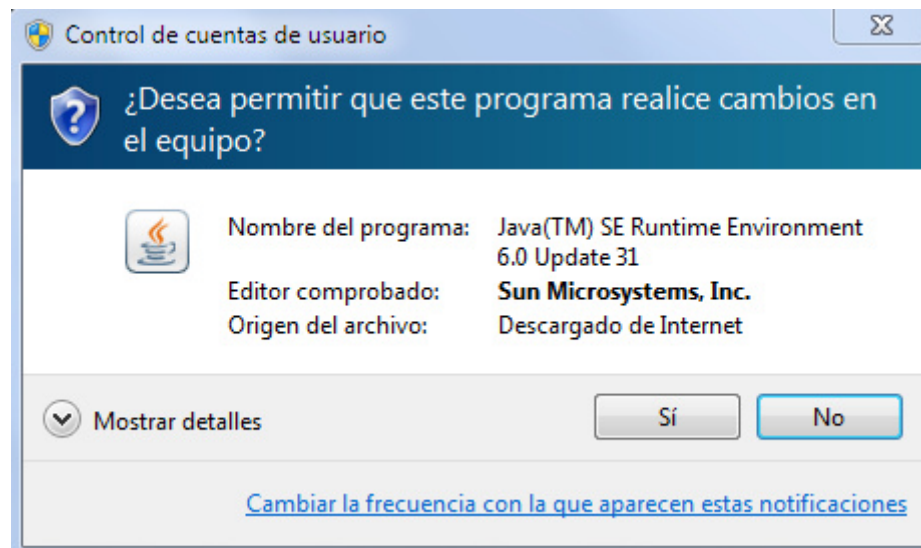 Control de cuentas de usuario
¿Desea permitir que este programa realice cambios en
el equipo?
Nombre del programa: Java(TM) SE Runtime Environment
6.0 Update 31
Editor comprobado: Sun Microsystems, Inc.
Origen del archivo: Descargado de Internet
Mostrar detalles Sí No
Cambiar la frecuencia con la que aparecen estas notificaciones